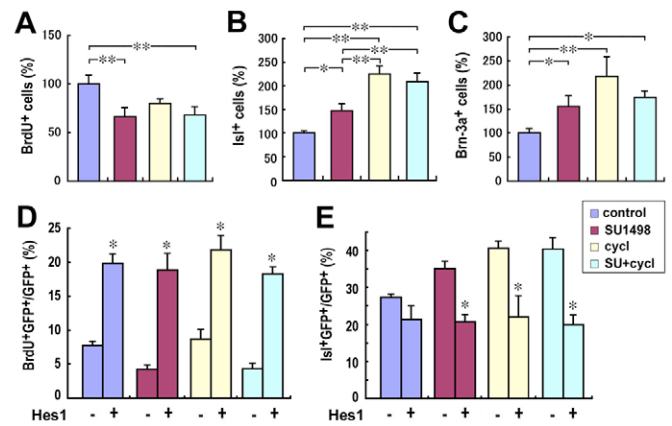 A
BrdU+ cells (%)
150
100
50
0
**
**
B
Isl+ cells (%)
300
250
200
150
100
50
0
**
**
**
*
**
C
Brn-3a+ cells (%)
300
250
200
150
100
50
0
*
**
*
D
BrdU+GFP+/GFP+ (%)
25
20
15
10
5
0
*
*
*
*
Hes1 - + - + - + - +
E
Isl+GFP+/GFP+ (%)
40
30
20
10
0
*
*
*
Hes1 - + - + - + - +
control
SU1498
cycl
SU+cycl